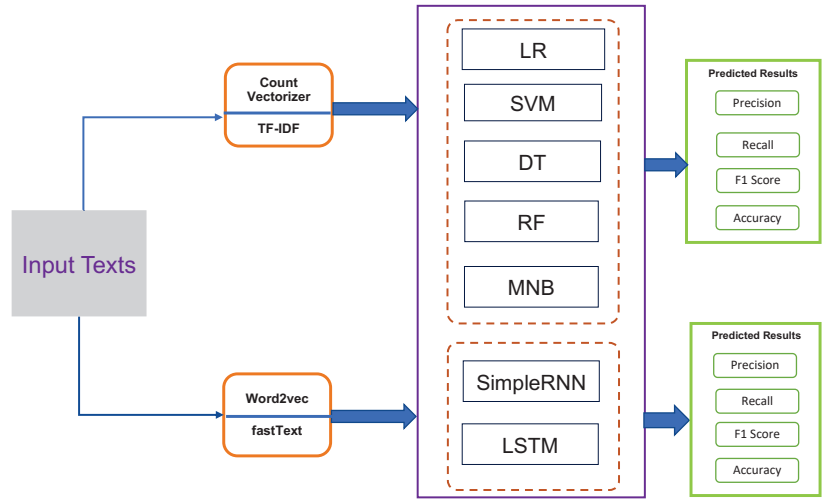 Input Texts
Count
Vectorizer
TF-IDF
Word2vec
fastText
LR
SVM
DT
RF
MNB
SimpleRNN
LSTM
Predicted Results
Precision
Recall
F1 Score
Accuracy
Predicted Results
Precision
Recall
F1 Score
Accuracy